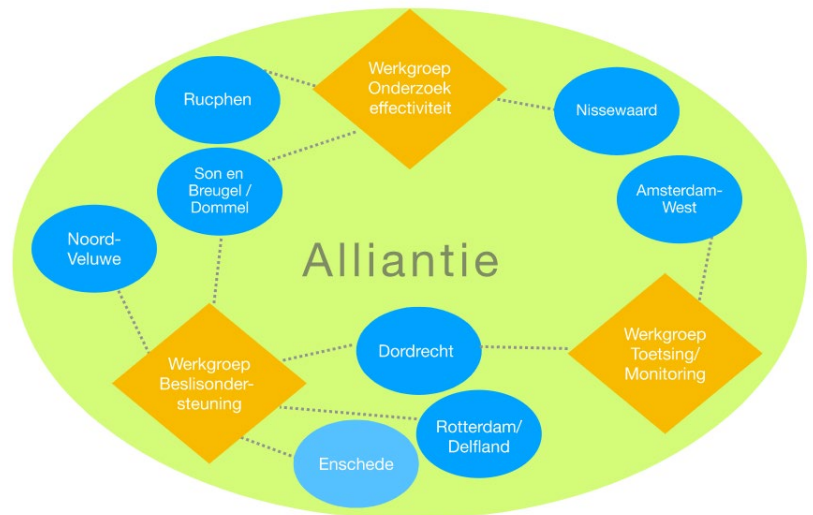 Werkgroep
Onderzoek
effectiviteit
Rucphen
Nissewaard
Son en
Breugel /
Dommel
Amsterdam-
West
Noord-
Veluwe
Alliantie
Werkgroep
Beslisonder-
steuning
Dordrecht
Werkgroep
Toetsing/
Monitoring
Rotterdam/
Delfland
Enschede